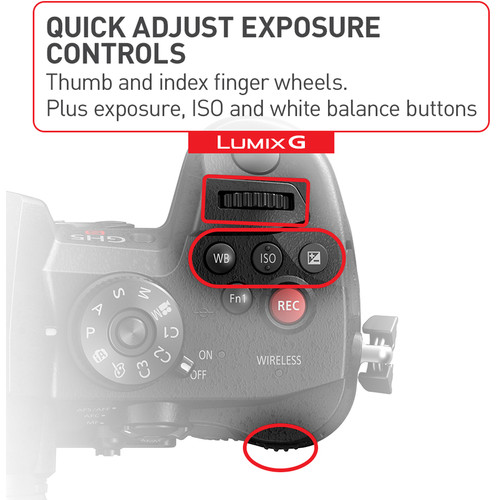 QUICK ADJUST EXPOSURE
CONTROLS
Thumb and index finger wheels.
Plus exposure, ISO and white balance buttons
LUMIX G
WB
ISO
Fn1
REC
GH5
S
M
A
P
C1
C2
C3
ON
OFF
WIRELESS